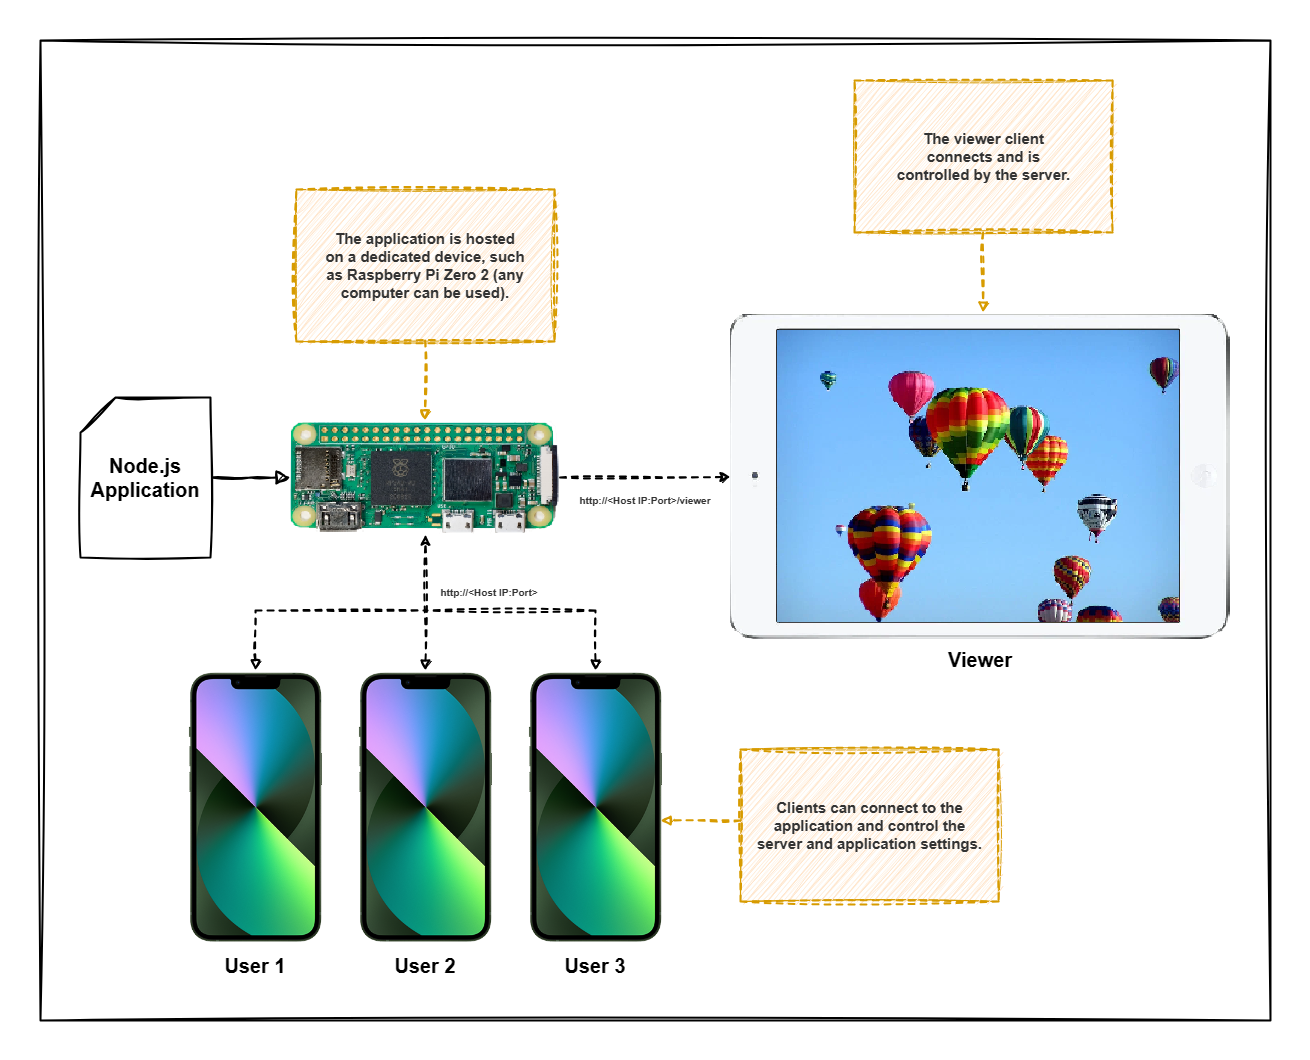 The viewer client
connects and is
controlled by the server.
The application is hosted
on a dedicated device, such
as Raspberry Pi Zero 2 (any
computer can be used).
Node.js
Application
http://<Host IP:Port>/viewer
http://<Host IP:Port>
Viewer
Clients can connect to the
application and control the
server and application settings.
User 1
User 2
User 3